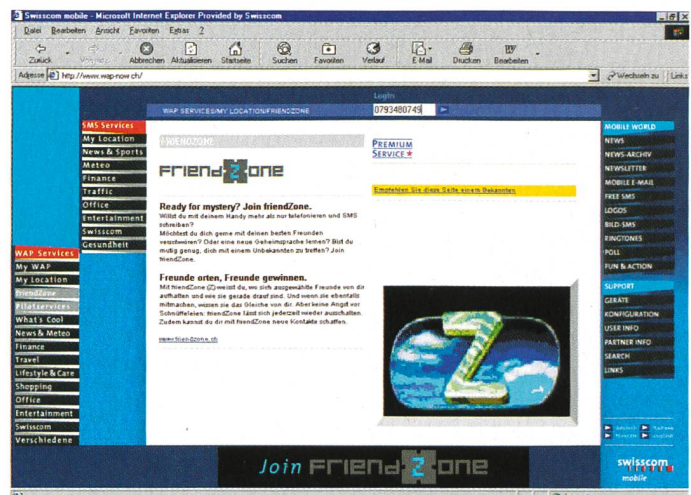 Swisscom mobile - Microsoft Internet Explorer Provided by Swisscom
Datei Bearbeiten Ansicht Favoriten Extras ?
Zurück Abbrechen Aktualisieren Startseite Suchen Favoriten Verlauf E-Mail Drucken Bearbeiten
Adresse http://www.wap-now.ch/ Wechseln zu Links
Login:
WAP SERVICES/MY LOCATION/FRIENDZONE 0793480749
SMS Services
My Location
News & Sports
Meteo
Finance
Traffic
Office
Entertainment
Swisscom
Gesundheit
WAP Services
My WAP
My Location
friendZone
Pilotservices
What's Cool
News & Meteo
Finance
Travel
Lifestyle & Care
Shopping
Office
Entertainment
Swisscom
Verschiedene
FRIENDZONE
FRIEND Z ONE
Ready for mystery? Join friendZone.
Willst du mit deinem Handy mehr als nur telefonieren und SMS
schreiben?
Möchtest du dich gerne mit deinen besten Freunden
verschwören? Oder eine neue Geheimsprache lernen? Bist du
mutig genug, dich mit einem Unbekannten zu treffen? Join
friendZone.
Freunde orten, Freunde gewinnen.
Mit friendZone (Z) weisst du, wo sich ausgewählte Freunde von dir
aufhalten und wie sie gerade drauf sind. Und wenn sie ebenfalls
mitmachen, wissen sie das Gleiche von dir. Aber keine Angst vor
Schnüffeleien: friendZone lässt sich jederzeit wieder ausschalten.
Zudem kannst du dir mit friendZone neue Kontakte schaffen.
www.friendzone.ch
PREMIUM
SERVICE
Empfehlen Sie diese Seite einem Bekannten
Z
MOBILE WORLD
NEWS
NEWS-ARCHIV
NEWSLETTER
MOBILE E-MAIL
FREE SMS
LOGOS
BILD-SMS
RINGTONES
POLL
FUN & ACTION
SUPPORT
GERÄTE
KONFIGURATION
USER INFO
PARTNER INFO
SEARCH
LINKS
swisscom
mobile
Join FRIEND Z ONE